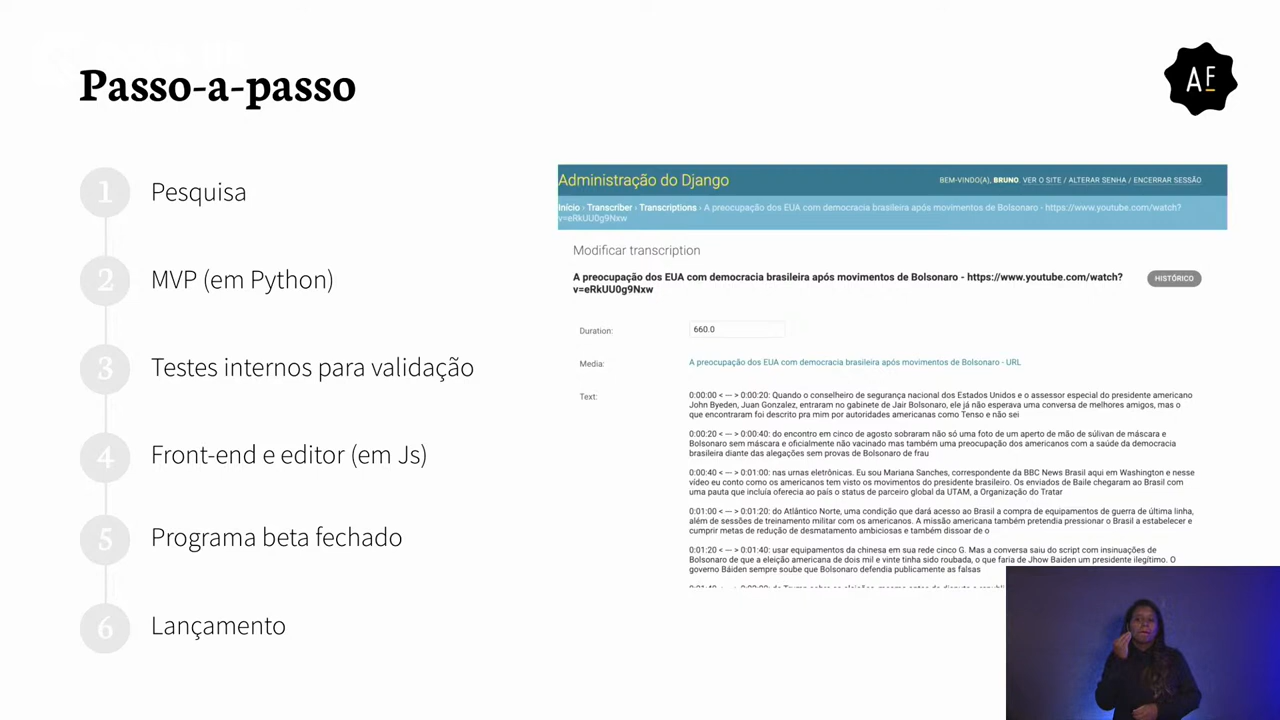 Passo-a-passo
AF
1 Pesquisa
2 MVP (em Python)
3 Testes internos para validação
4 Front-end e editor (em Js)
5 Programa beta fechado
6 Lançamento
Administração do Django
BEM-VINDO(A), BRUNO. VER O SITE / ALTERAR SENHA / ENCERRAR SESSÃO
Início › Transcriber › Transcriptions › A preocupação dos EUA com democracia brasileira após movimentos de Bolsonaro - https://www.youtube.com/watch?
v=eRkUU0g9Nxw
Modificar transcription
A preocupação dos EUA com democracia brasileira após movimentos de Bolsonaro - https://www.youtube.com/watch?
v=eRkUU0g9Nxw
HISTÓRICO
Duration: 660.0
Media: A preocupação dos EUA com democracia brasileira após movimentos de Bolsonaro - URL
Text: 0:00:00 < --- > 0:00:20: Quando o conselheiro de segurança nacional dos Estados Unidos e o assessor especial do presidente americano
John Byeden, Juan Gonzalez, entraram no gabinete de Jair Bolsonaro, ele já não esperava uma conversa de melhores amigos, mas o
que encontraram foi descrito pra mim por autoridades americanas como Tenso e não sei
0:00:20 < --- > 0:00:40: do encontro em cinco de agosto sobraram não só uma foto de um aperto de mão de súlivan de máscara e
Bolsonaro sem máscara e oficialmente não vacinado mas também uma preocupação dos americanos com a saúde da democracia
brasileira diante das alegações sem provas de Bolsonaro de frau
0:00:40 < --- > 0:01:00: nas urnas eletrônicas. Eu sou Mariana Sanches, correspondente da BBC News Brasil aqui em Washington e nesse
vídeo eu conto como os americanos tem visto os movimentos do presidente brasileiro. Os enviados de Baile chegaram ao Brasil com
uma pauta que incluía oferecia ao país o status de parceiro global da UTAM, a Organização do Tratar
0:01:00 < --- > 0:01:20: do Atlântico Norte, uma condição que dará acesso ao Brasil a compra de equipamentos de guerra de última linha,
além de sessões de treinamento militar com os americanos. A missão americana também pretendia pressionar o Brasil a estabelecer e
cumprir metas de redução de desmatamento ambiciosas e também dissoar de o
0:01:20 < --- > 0:01:40: usar equipamentos da chinesa em sua rede cinco G. Mas a conversa saiu do script com insinuações de
Bolsonaro de que a eleição americana de dois mil e vinte tinha sido roubada, o que faria de Jhow Baiden um presidente ilegítimo. O
governo Báiden sempre soube que Bolsonaro defendia publicamente as falsas